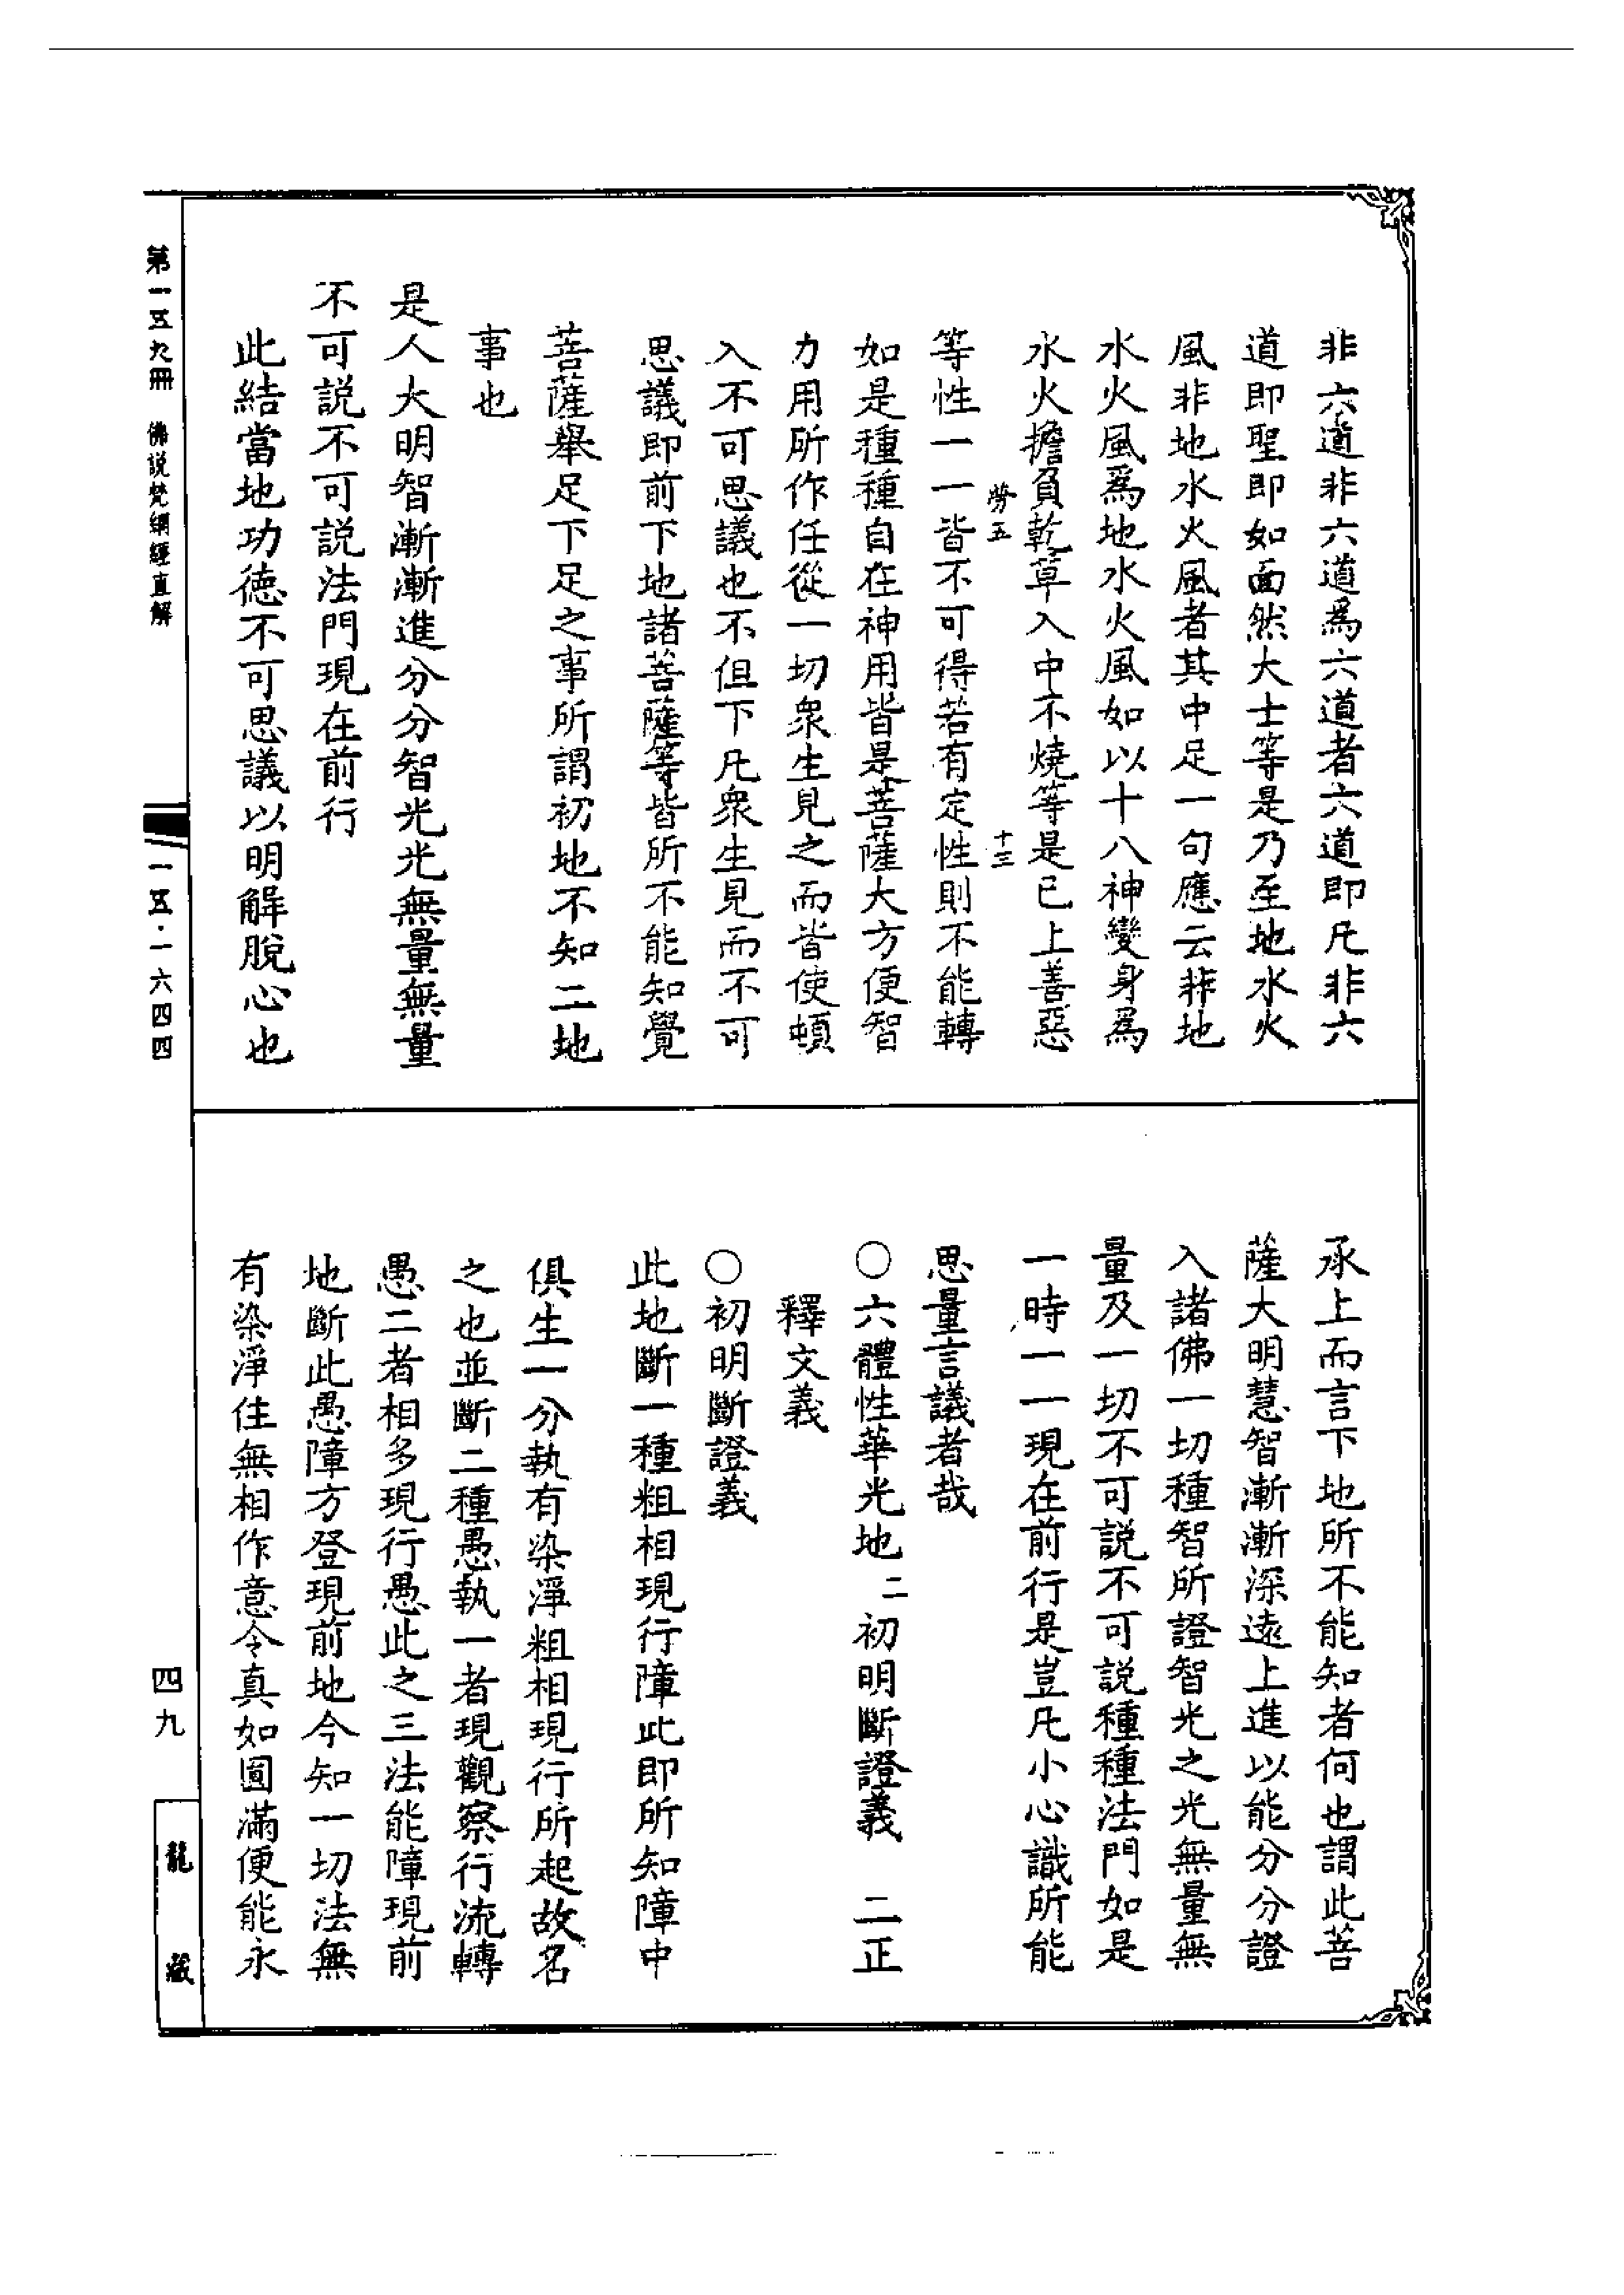 非六道非六道爲六道者六道即凡非六
道即聖即如面然大士等是乃至地水火
風非地水火風者其中足一句應云非地
水火風爲地水火風如以十八神變身爲
水火擔負乾草入中不燒等是已上善惡
勞五
十三
等性一一皆不可得若有定性則不能轉
如是種種自在神用皆是菩薩大方便智
力用所作任從一切衆生見之而皆使頓
入不可思議也不但下凡衆生見而不可
思議即前下地諸菩薩等皆所不能知覺
菩薩舉足下足之事所謂初地不知二地
事也
是人大明智漸漸進分分智光光無量無量
不可説不可説法門現在前行
此結當地功德不可思議以明解脫心也
承上而言下地所不能知者何也謂此菩
薩大明慧智漸漸深遠上進以能分分證
入諸佛一切種智所證智光之光無量無
量及一切不可説不可説種種法門如是
一時一一現在前行是豈凡小心識所能
思量言議者哉
○六體性華光地二初明斷證義　二正
釋文義
○初明斷證義
此地斷一種粗相現行障此即所知障中
俱生一分執有染淨粗相現行所起故名
之也並斷二種愚執一者現觀察行流轉
愚二者相多現行愚此之三法能障現前
地斷此愚障方登現前地今知一切法無
有染淨住無相作意令真如圓滿便能永
第一五九冊　佛説梵網經直解
一五·一六四四
四九
龍藏